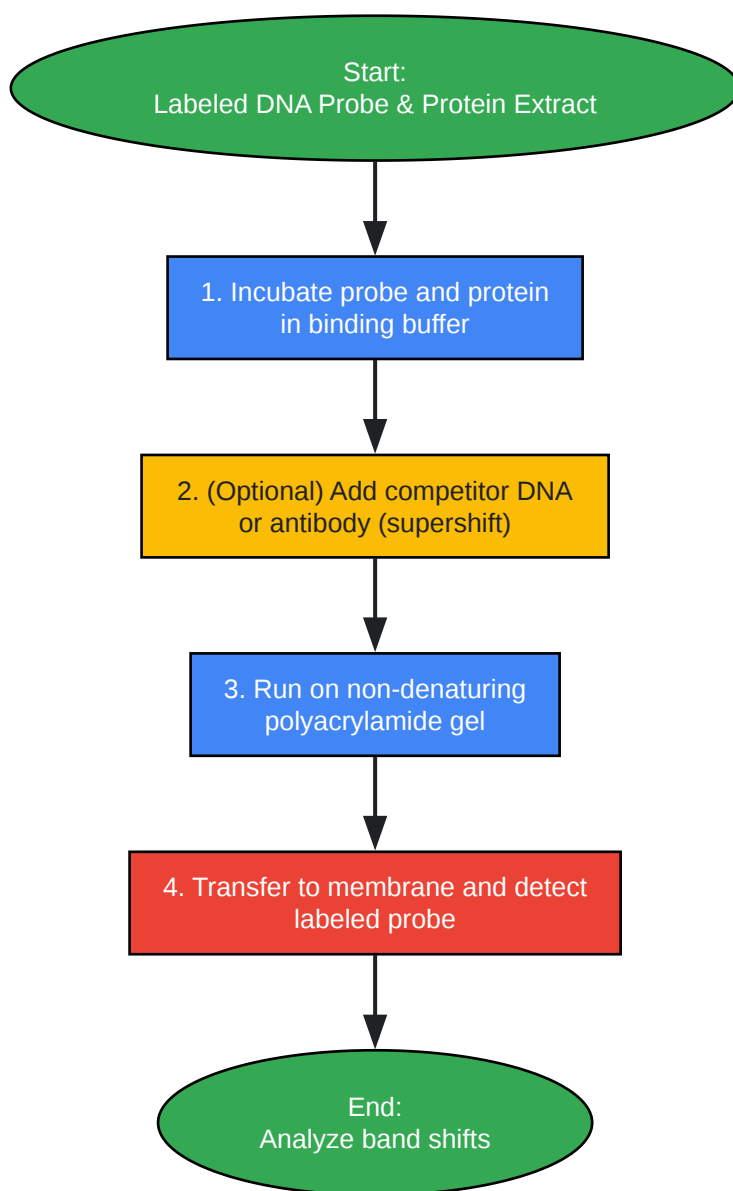 Start:
Labeled DNA Probe & Protein Extract
1. Incubate probe and protein
in binding buffer
2. (Optional) Add competitor DNA
or antibody (supershift)
3. Run on non-denaturing
polyacrylamide gel
4. Transfer to membrane and detect
labeled probe
End:
Analyze band shifts